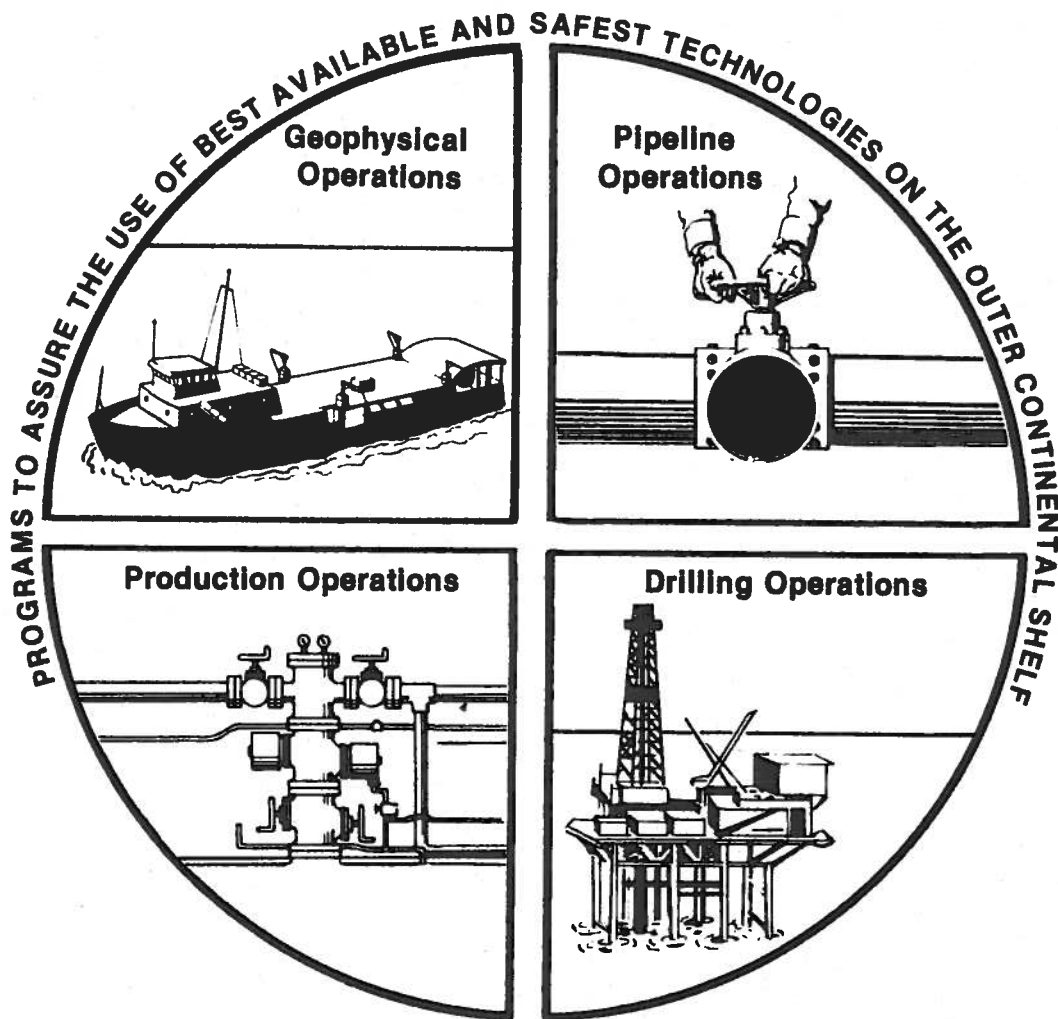 PROGRAMS TO ASSURE THE USE OF BEST AVAILABLE AND SAFEST TECHNOLOGIES ON THE OUTER CONTINENTAL SHELF
Geophysical
Operations
Pipeline
Operations
Production Operations
Drilling Operations